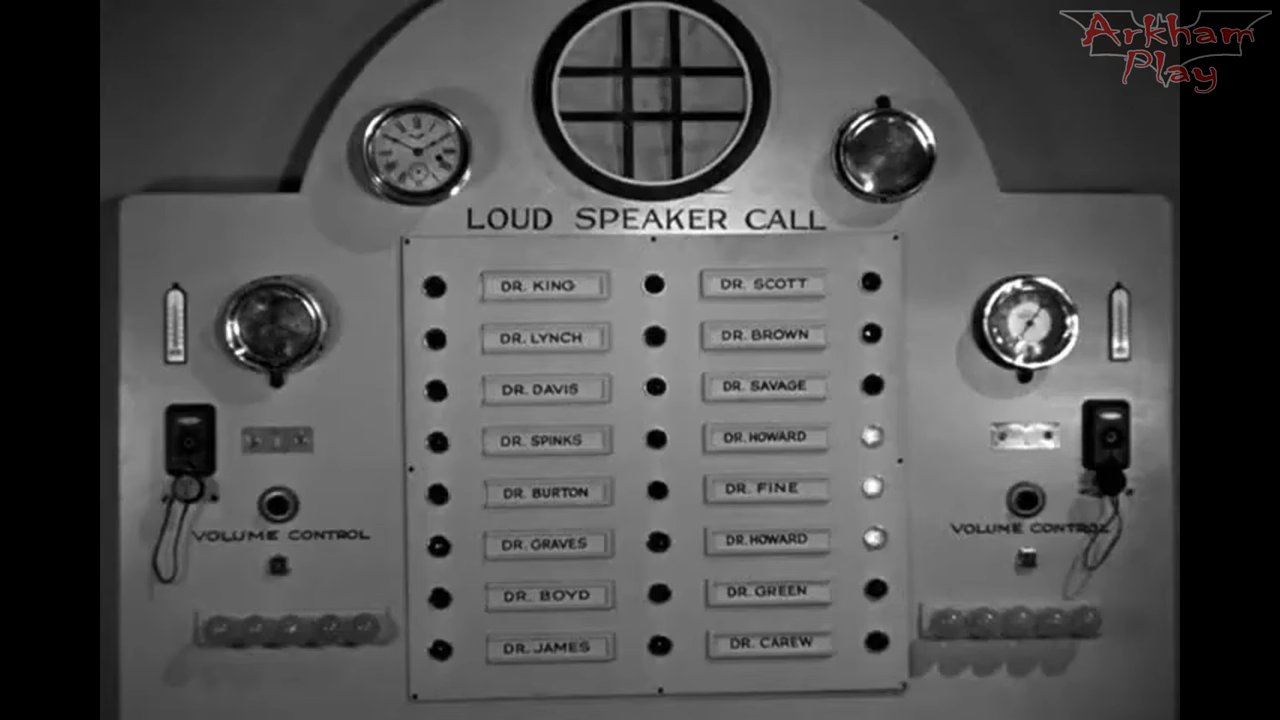 Arkham
Play
LOUD SPEAKER CALL
DR. KING
DR. SCOTT
DR. LYNCH
DR. BROWN
DR. DAVIS
DR. SAVAGE
DR. SPINKS
DR. HOWARD
DR. BURTON
DR. FINE
DR. GRAVES
DR. HOWARD
DR. BOYD
DR. GREEN
DR. JAMES
DR. CAREW
VOLUME CONTROL
VOLUME CONTROL